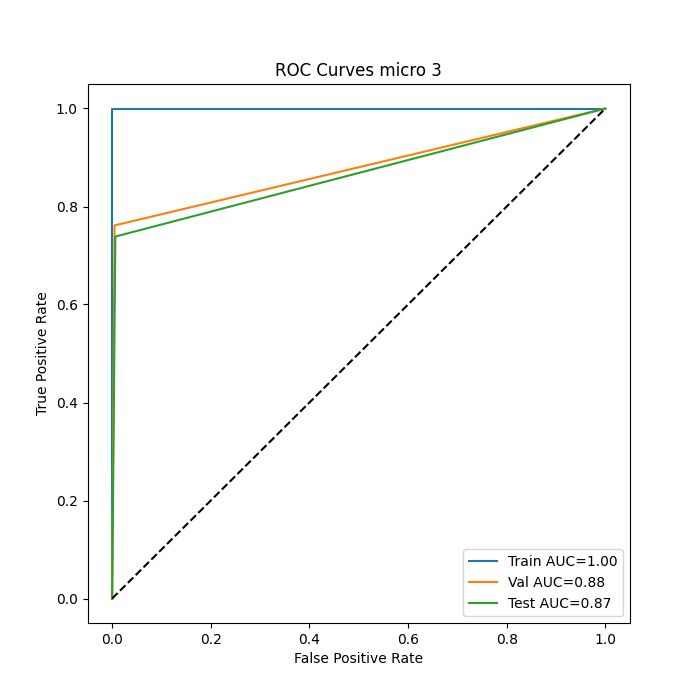 ROC Curves micro 3
True Positive Rate
1.0
0.8
0.6
0.4
0.2
0.0
Train AUC=1.00
Val AUC=0.88
Test AUC=0.87
0.0 0.2 0.4 0.6 0.8 1.0
False Positive Rate